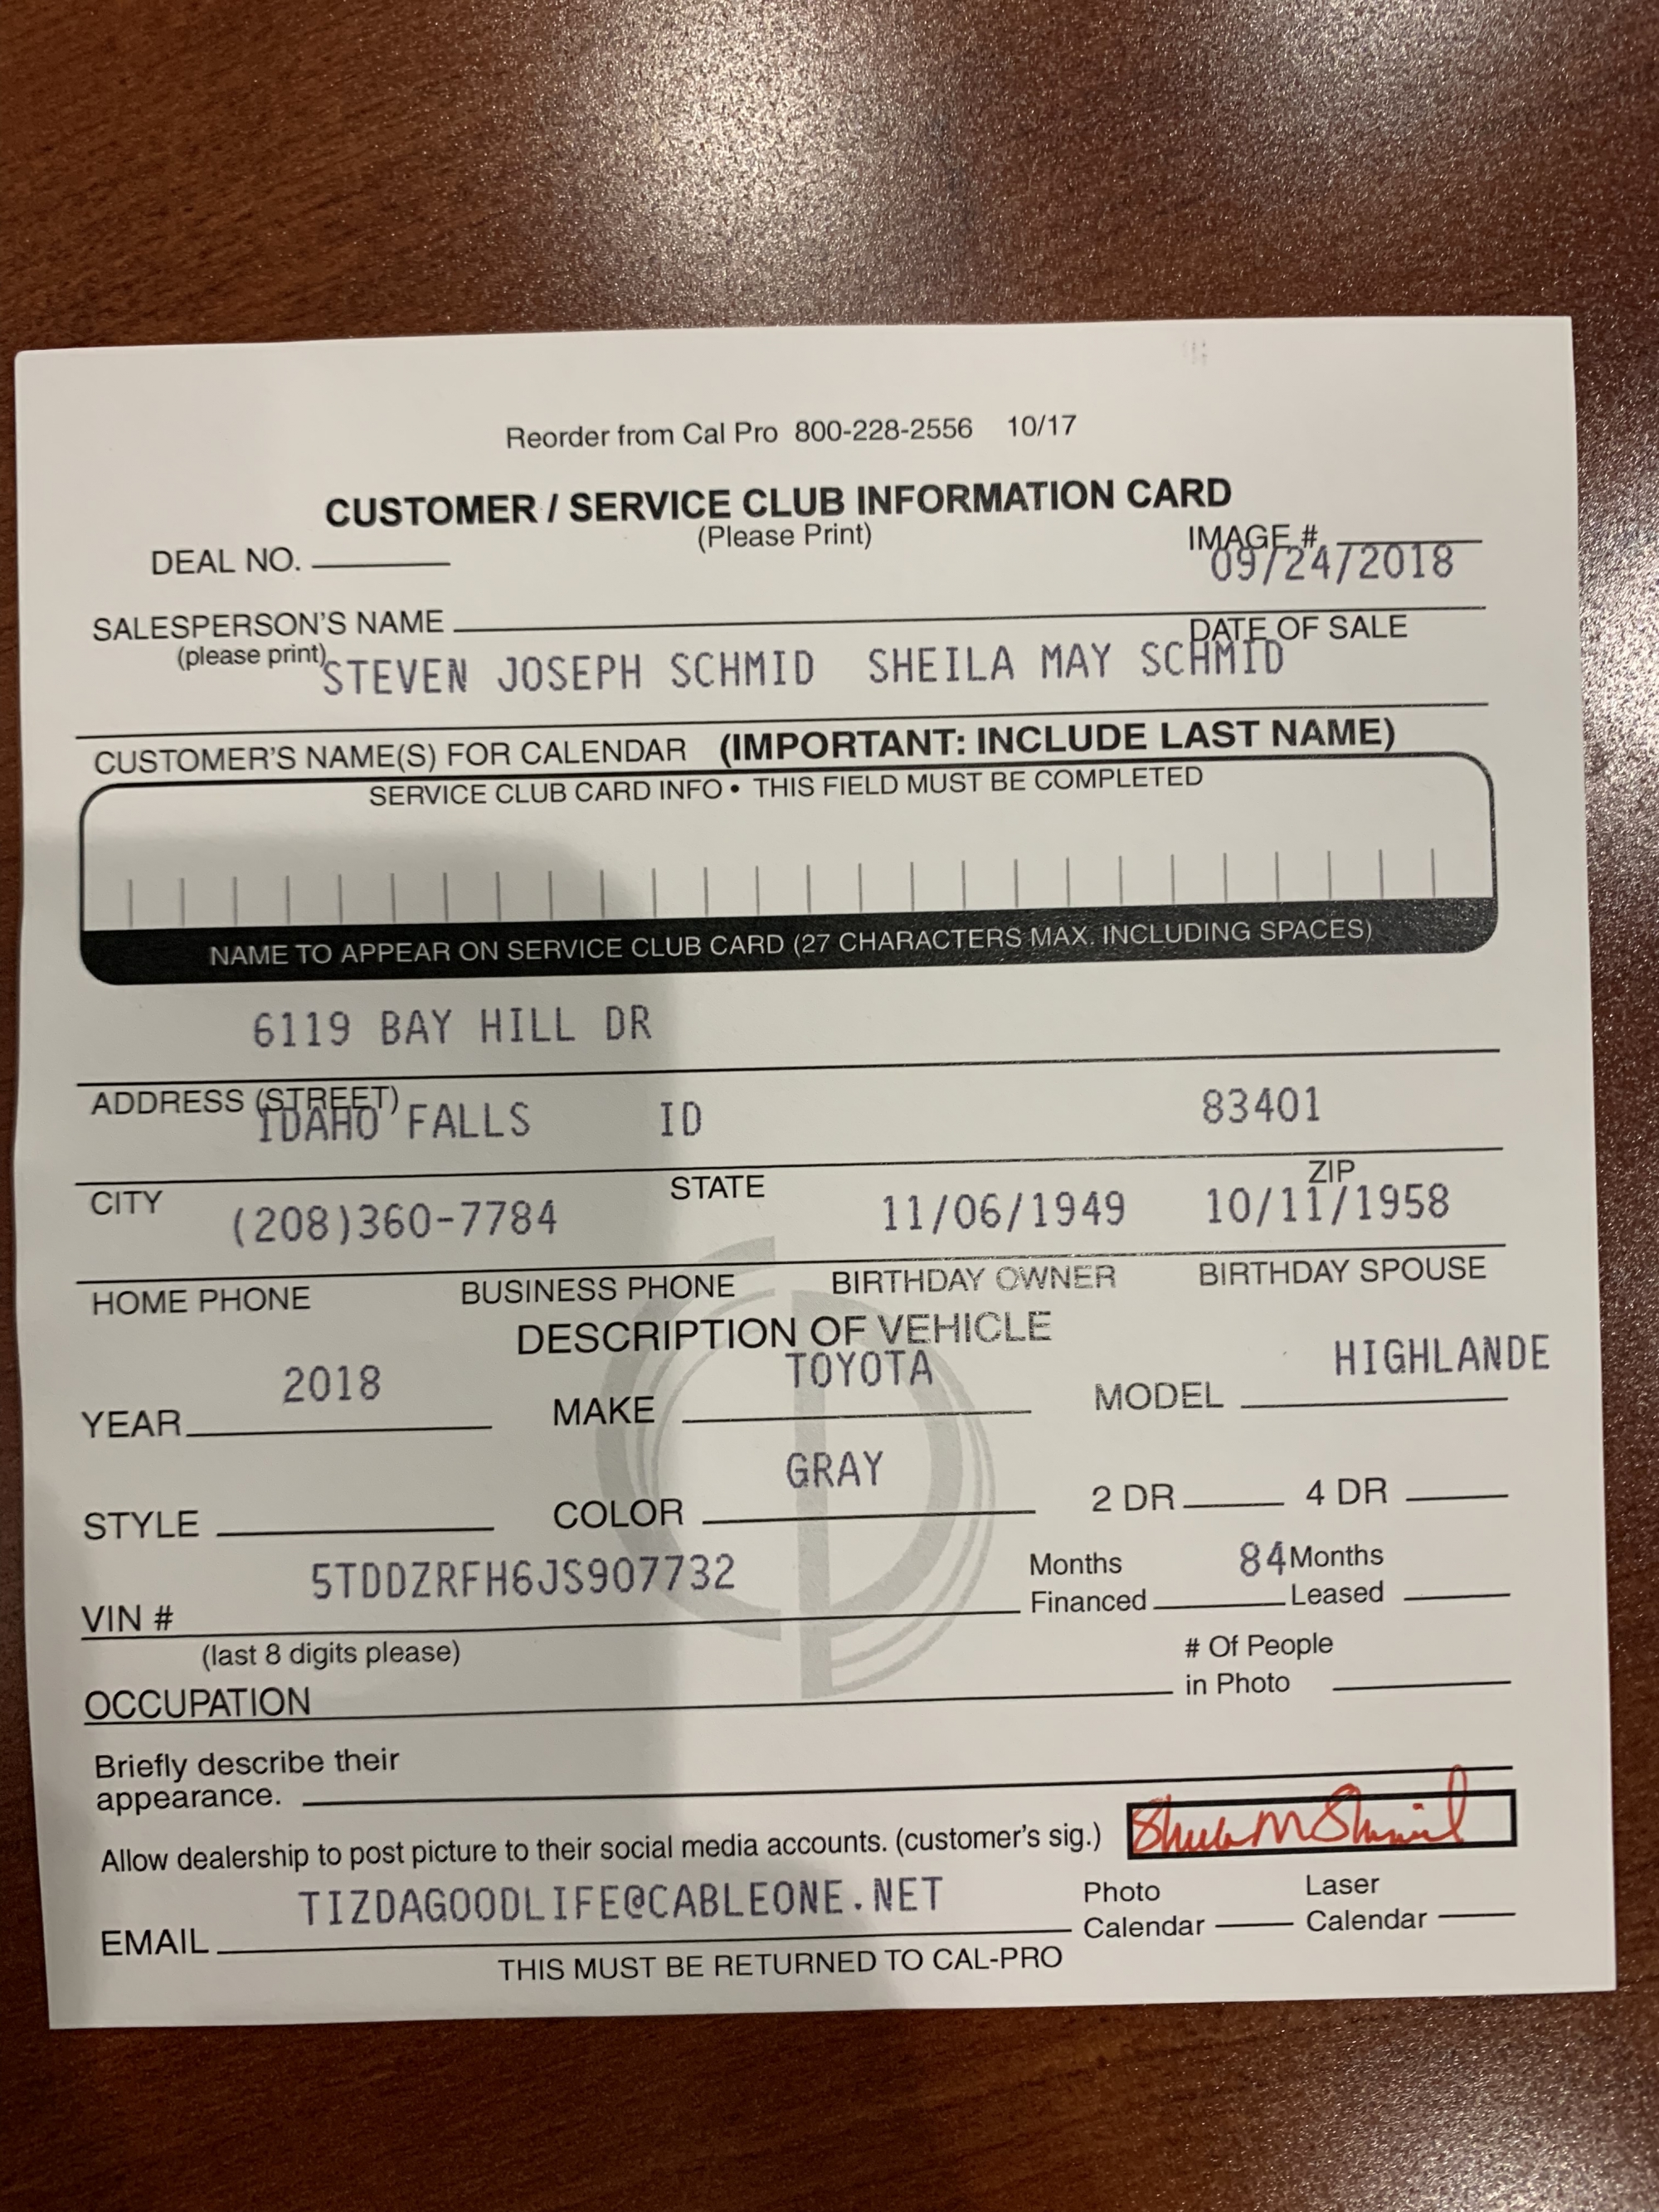 Reorder from Cal Pro 800-228-2556 10/17
CUSTOMER / SERVICE CLUB INFORMATION CARD
(Please Print)
DEAL NO. IMAGE #
09/24/2018
SALESPERSON'S NAME DATE OF SALE
(please print)
STEVEN JOSEPH SCHMID SHEILA MAY SCHMID
CUSTOMER'S NAME(S) FOR CALENDAR (IMPORTANT: INCLUDE LAST NAME)
SERVICE CLUB CARD INFO • THIS FIELD MUST BE COMPLETED
NAME TO APPEAR ON SERVICE CLUB CARD (27 CHARACTERS MAX. INCLUDING SPACES)
6119 BAY HILL DR
ADDRESS (STREET)
IDAHO FALLS ID 83401
CITY STATE ZIP
(208)360-7784 11/06/1949 10/11/1958
HOME PHONE BUSINESS PHONE BIRTHDAY OWNER BIRTHDAY SPOUSE
DESCRIPTION OF VEHICLE
2018 TOYOTA HIGHLANDE
YEAR MAKE MODEL
GRAY
STYLE COLOR 2 DR 4 DR
5TDDZRFH6JS907732 Months 84 Months
VIN # Financed Leased
(last 8 digits please) # Of People
OCCUPATION in Photo
Briefly describe their
appearance.
Allow dealership to post picture to their social media accounts. (customer's sig.) Sheila M Schmid
TIZDAGOODLIFE@CABLEONE.NET Photo Laser
EMAIL Calendar Calendar
THIS MUST BE RETURNED TO CAL-PRO